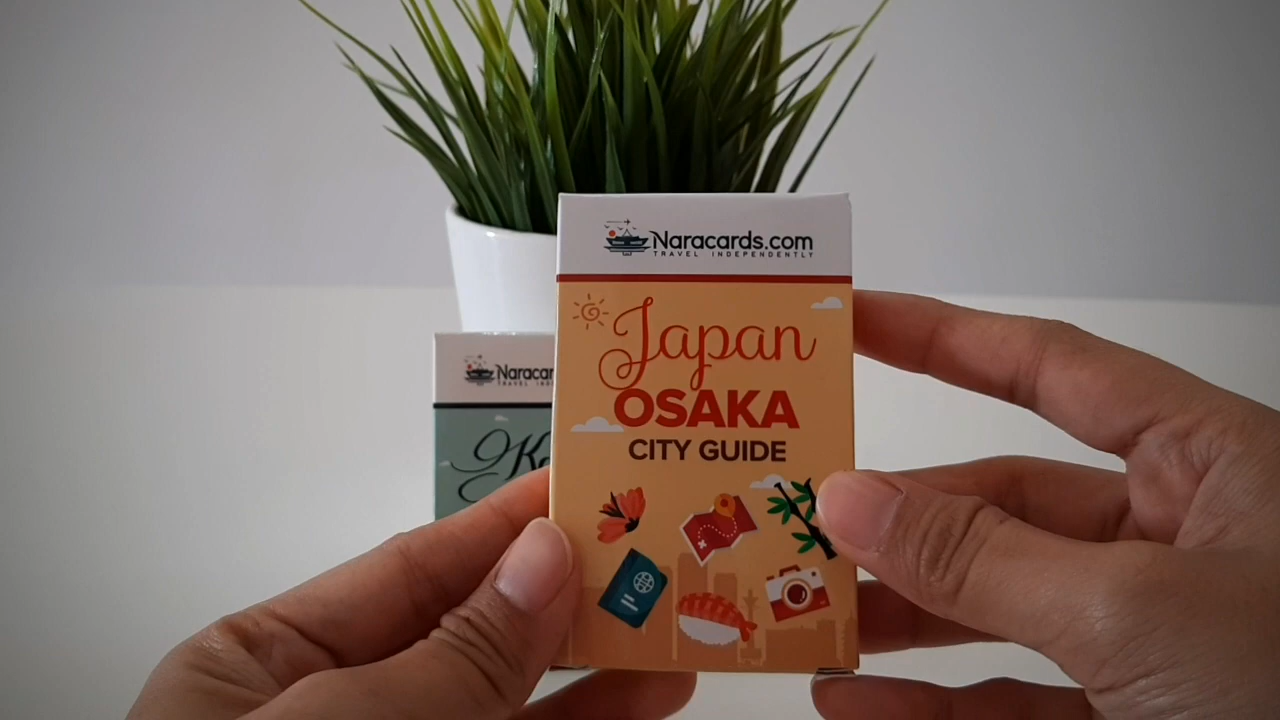 Naracards.com
TRAVEL INDEPENDENTLY
Japan
OSAKA
CITY GUIDE
Naracar
TRAVEL